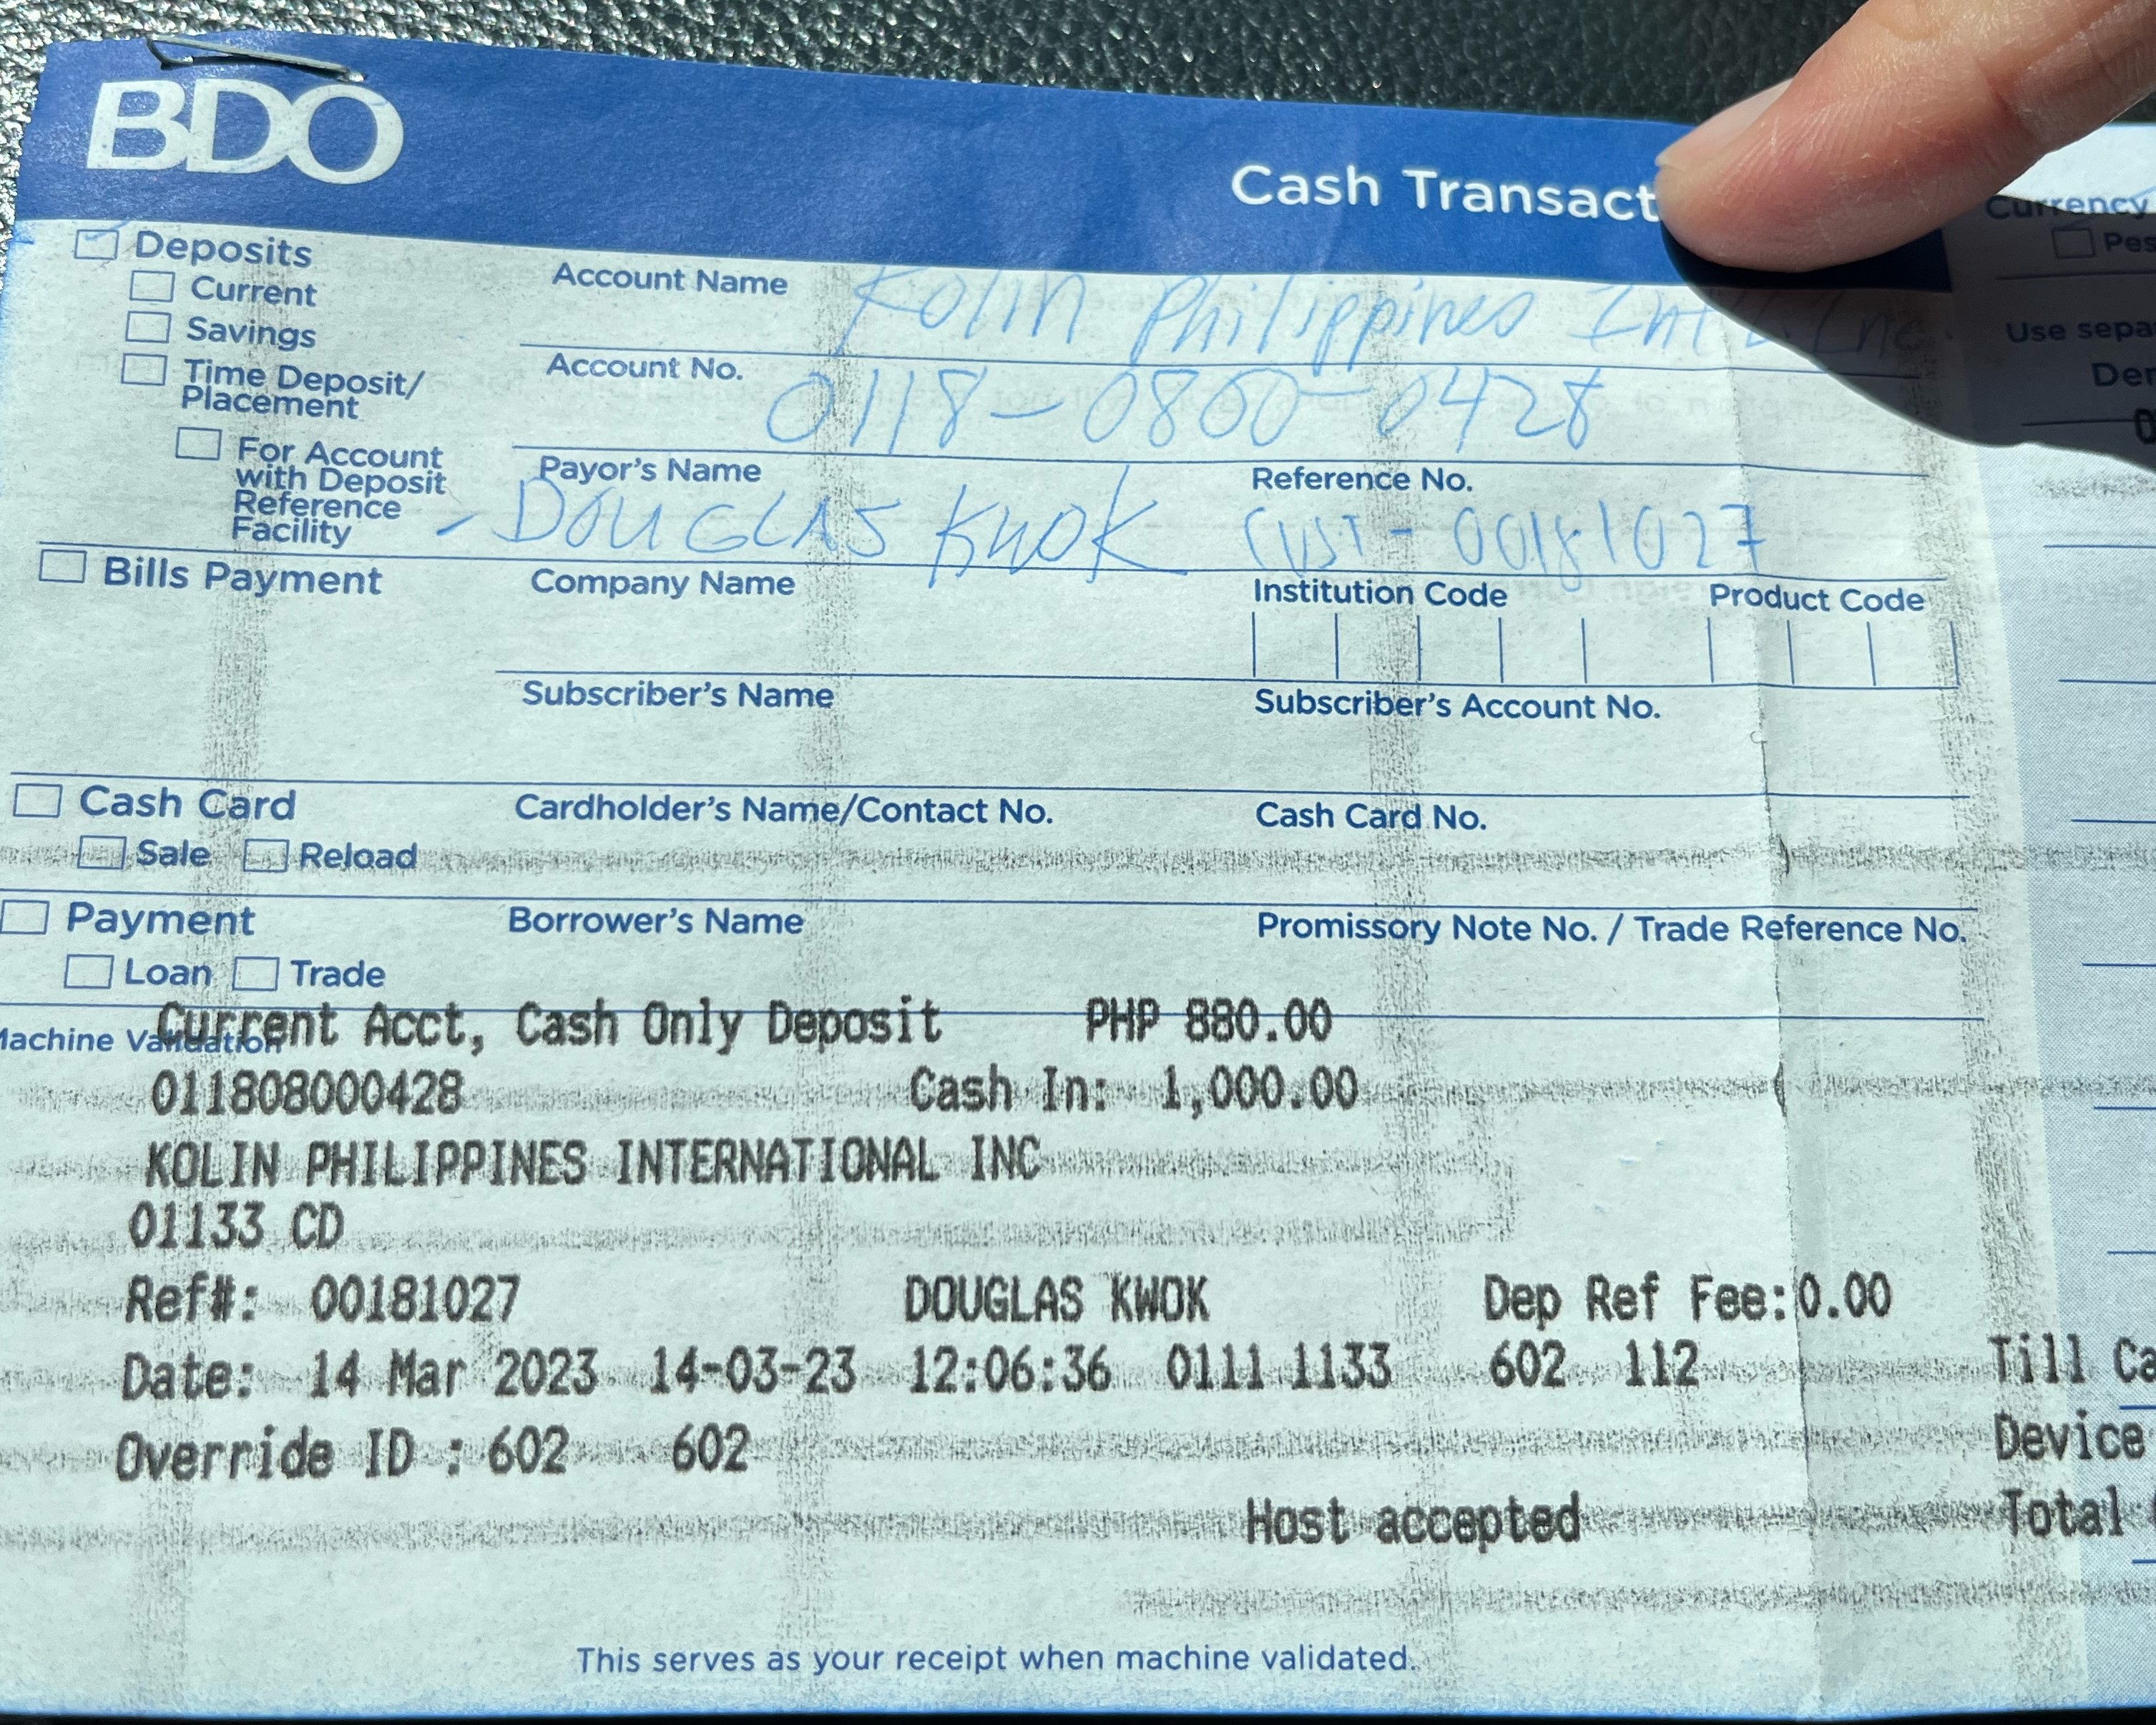 BDO
Cash Transact
Currency
Pes
Deposits
Current
Savings
Time Deposit/
Placement
For Account
with Deposit
Reference
Facility
Account Name Kolin Philippines Int'l. Inc.
Use sepa
Account No. 0118-0800-0428
Payor's Name
DOUGLAS KWOK
Reference No.
CUST - 00181027
Bills Payment
Company Name
Institution Code
Product Code
Subscriber's Name
Subscriber's Account No.
Cash Card
Cardholder's Name/Contact No.
Cash Card No.
Sale Reload
Payment
Borrower's Name
Promissory Note No. / Trade Reference No.
Loan Trade
Machine Validation
Current Acct, Cash Only Deposit PHP 880.00
011808000428 Cash In: 1,000.00
KOLIN PHILIPPINES INTERNATIONAL INC
01133 CD
Ref#: 00181027 DOUGLAS KWOK Dep Ref Fee:0.00
Date: 14 Mar 2023 14-03-23 12:06:36 0111 1133 602 112 Till Ca
Override ID : 602 602 Device
Host accepted Total
This serves as your receipt when machine validated.